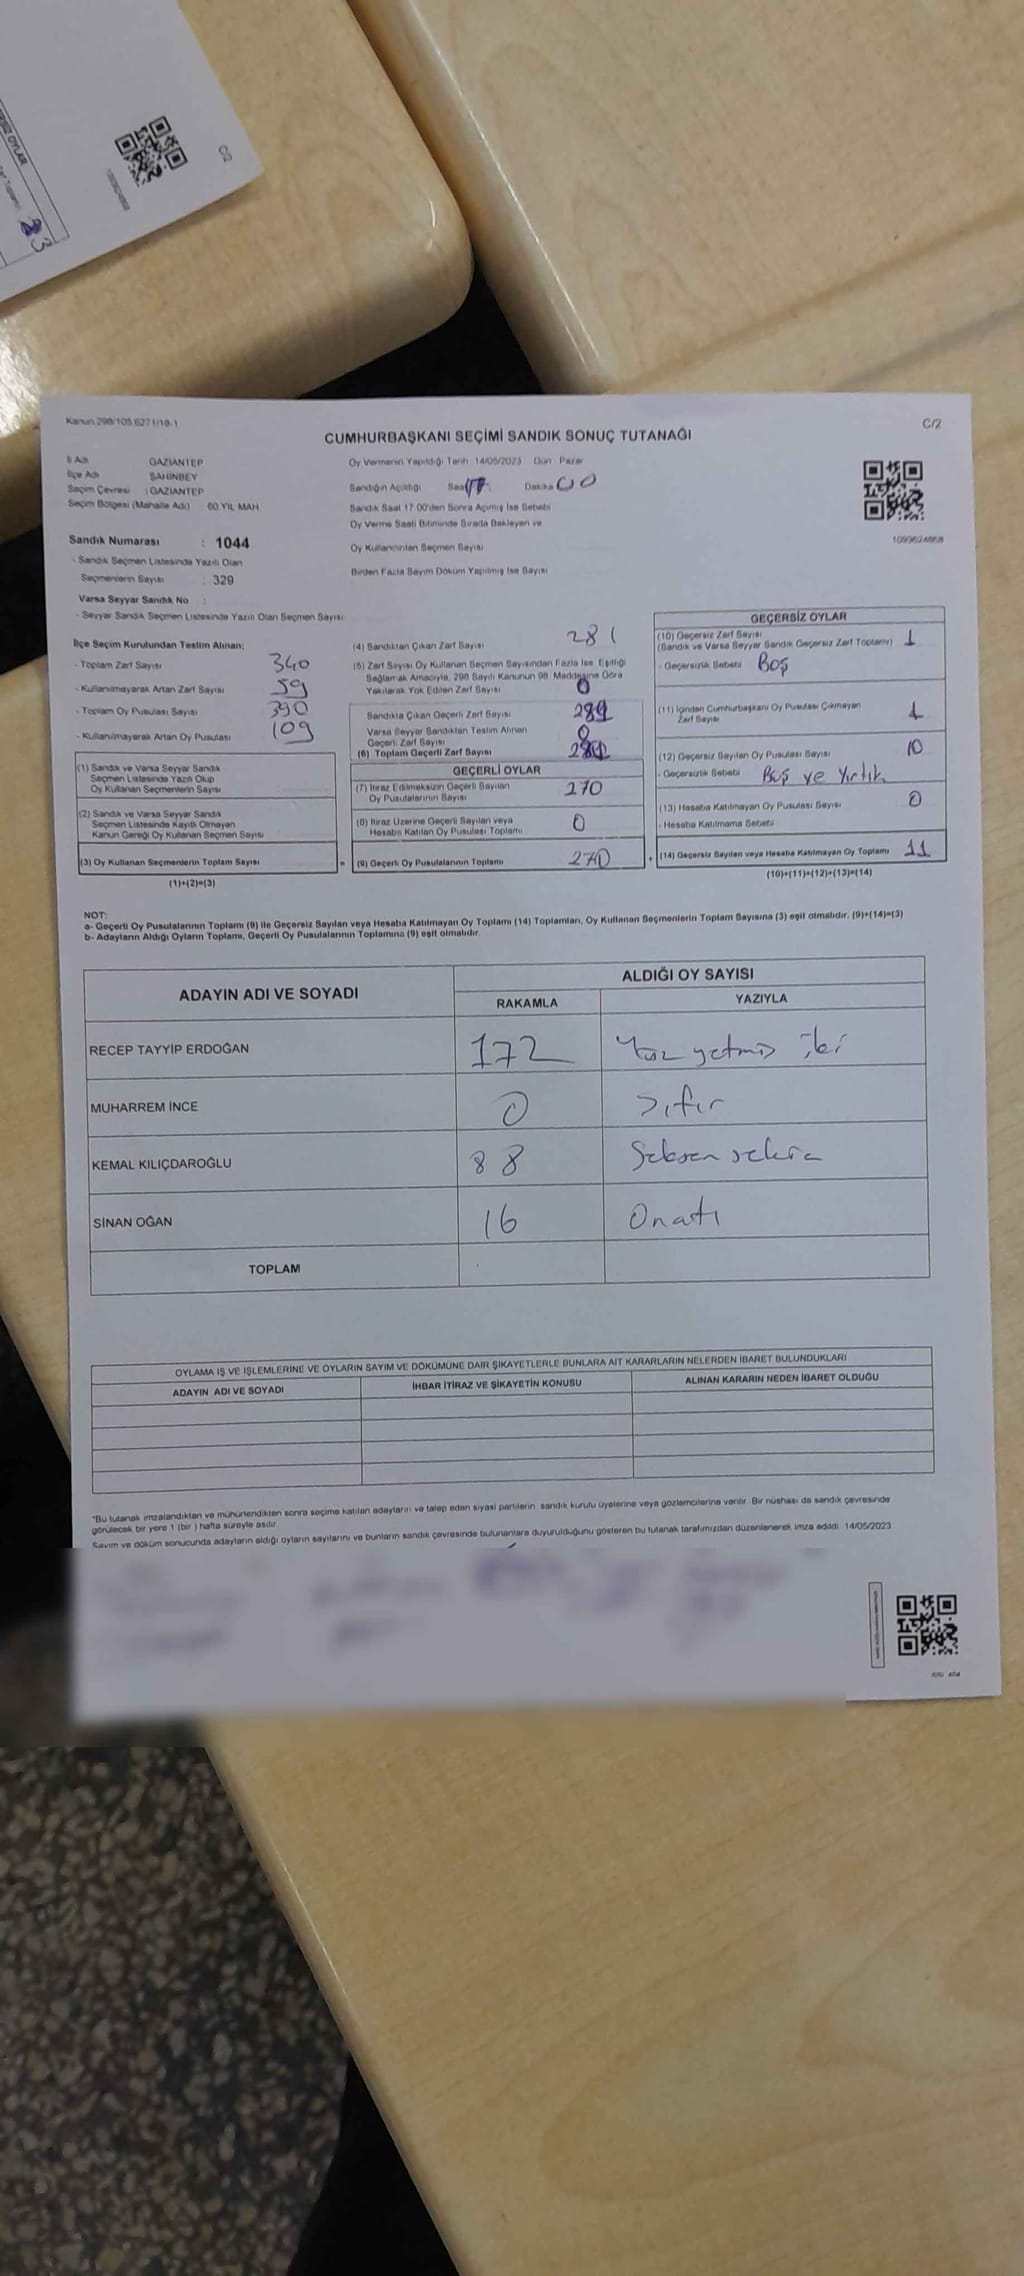 C2
23
Kanun 298/105,6271/18-1
C/2
CUMHURBAŞKANI SEÇİMİ SANDIK SONUÇ TUTANAĞI
İl Adı GAZİANTEP
İlçe Adı ŞAHİNBEY
Seçim Çevresi : GAZİANTEP
Seçim Bölgesi (Mahalle Adı) 60.YIL MAH.
Oy Vermenin Yapıldığı Tarih 14/05/2023 Gün Pazar
Sandığın Açıldığı Saat 17 Dakika 00
Sandık Saat 17 00'den Sonra Açılmış İse Sebebi
Oy Verme Saati Bitiminde Sırada Bekleyen ve
Oy Kullandırılan Seçmen Sayısı
Birden Fazla Sayım Döküm Yapılmış İse Sayısı
1093624668
Sandık Numarası : 1044
- Sandık Seçmen Listesinde Yazılı Olan
Seçmenlerin Sayısı : 329
Varsa Seyyar Sandık No :
- Seyyar Sandık Seçmen Listesinde Yazılı Olan Seçmen Sayısı
İlçe Seçim Kurulundan Teslim Alınan;
- Toplam Zarf Sayısı 340
- Kullanılmayarak Artan Zarf Sayısı 59
- Toplam Oy Pusulası Sayısı 390
- Kullanılmayarak Artan Oy Pusulası 109
(1) Sandık ve Varsa Seyyar Sandık
Seçmen Listesinde Yazılı Olup
Oy Kullanan Seçmenlerin Sayısı
(2) Sandık ve Varsa Seyyar Sandık
Seçmen Listesinde Kayıtlı Olmayan
Kanun Gereği Oy Kullanan Seçmen Sayısı
(3) Oy Kullanan Seçmenlerin Toplam Sayısı =
(1)+(2)=(3)
(4) Sandıktan Çıkan Zarf Sayısı 281
(5) Zarf Sayısı Oy Kullanan Seçmen Sayısından Fazla İse Eşitliği
Sağlamak Amacıyla, 298 Sayılı Kanunun 98. Maddesine Göre
Yakılarak Yok Edilen Zarf Sayısı 0
Sandıkta Çıkan Geçerli Zarf Sayısı
Varsa Seyyar Sandıktan Teslim Alınan
Geçerli Zarf Sayısı 0
(6) Toplam Geçerli Zarf Sayısı
GEÇERLİ OYLAR
(7) İtiraz Edilmeksizin Geçerli Sayılan
Oy Pusulalarının Sayısı 270
(8) İtiraz Üzerine Geçerli Sayılan veya
Hesaba Katılan Oy Pusulası Toplamı 0
(9) Geçerli Oy Pusulalarının Toplamı 270 +
GEÇERSİZ OYLAR
(10) Geçersiz Zarf Sayısı
(Sandık ve Varsa Seyyar Sandık Geçersiz Zarf Toplamı) 1
- Geçersizlik Sebebi Boş
(11) İçinden Cumhurbaşkanı Oy Pusulası Çıkmayan
Zarf Sayısı 1
(12) Geçersiz Sayılan Oy Pusulası Sayısı 10
- Geçersizlik Sebebi Boş ve Yırtık
(13) Hesaba Katılmayan Oy Pusulası Sayısı 0
- Hesaba Katılmama Sebebi
(14) Geçersiz Sayılan veya Hesaba Katılmayan Oy Toplamı 11
(10)+(11)+(12)+(13)=(14)
NOT:
a- Geçerli Oy Pusulalarının Toplamı (9) ile Geçersiz Sayılan veya Hesaba Katılmayan Oy Toplamı (14) Toplamları, Oy Kullanan Seçmenlerin Toplam Sayısına (3) eşit olmalıdır. (9)+(14)=(3)
b- Adayların Aldığı Oyların Toplamı, Geçerli Oy Pusulalarının Toplamına (9) eşit olmalıdır.
ADAYIN ADI VE SOYADI
ALDIĞI OY SAYISI
RAKAMLA YAZIYLA
RECEP TAYYİP ERDOĞAN 172 Yüz yetmiş iki
MUHARREM İNCE 0 Sıfır
KEMAL KILIÇDAROĞLU 88 Seksen sekiz
SİNAN OĞAN 16 Onaltı
TOPLAM
OYLAMA İŞ VE İŞLEMLERİNE VE OYLARIN SAYIM VE DÖKÜMÜNE DAİR ŞİKAYETLERLE BUNLARA AİT KARARLARIN NELERDEN İBARET BULUNDUKLARI
ADAYIN ADI VE SOYADI İHBAR İTİRAZ VE ŞİKAYETİN KONUSU ALINAN KARARIN NEDEN İBARET OLDUĞU
*Bu tutanak imzalandıktan ve mühürlendikten sonra seçime katılan adayların ve talep eden siyasi partilerin sandık kurulu üyelerine veya gözlemcilerine verilir. Bir nüshası da sandık çevresinde
görülecek bir yere 1 (bir ) hafta süreyle asılır.
Sayım ve döküm sonucunda adayların aldığı oyların sayılarını ve bunların sandık çevresinde bulunanlara duyurulduğunu gösteren bu tutanak tarafımızdan düzenlenerek imza edildi. 14/05/2023